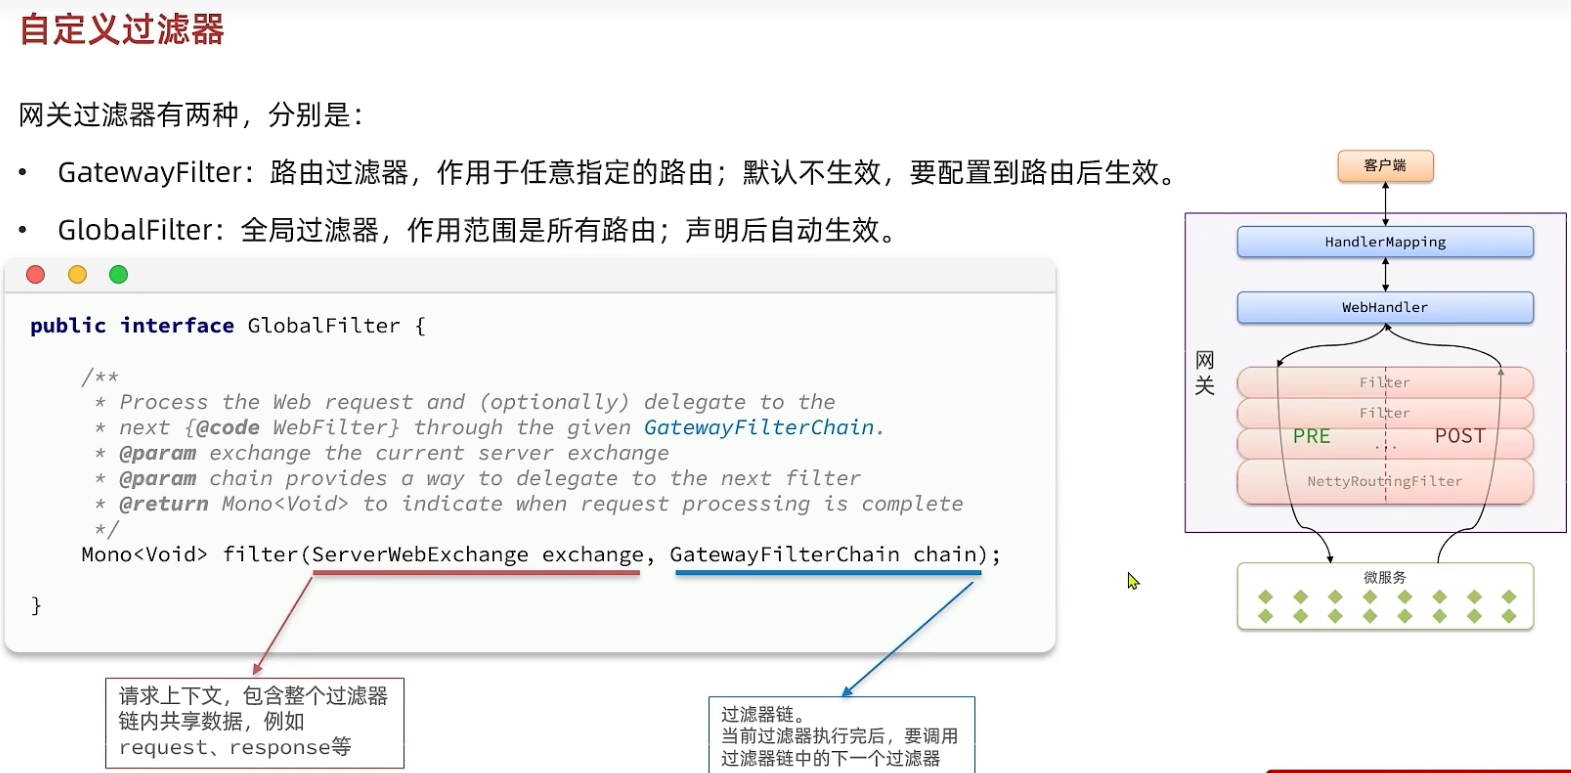 自定义过滤器
网关过滤器有两种，分别是：
• GatewayFilter：路由过滤器，作用于任意指定的路由；默认不生效，要配置到路由后生效。
• GlobalFilter：全局过滤器，作用范围是所有路由；声明后自动生效。
public interface GlobalFilter {
/**
* Process the Web request and (optionally) delegate to the
* next {@code WebFilter} through the given GatewayFilterChain.
* @param exchange the current server exchange
* @param chain provides a way to delegate to the next filter
* @return Mono<Void> to indicate when request processing is complete
*/
Mono<Void> filter(ServerWebExchange exchange, GatewayFilterChain chain);
}
请求上下文，包含整个过滤器
链内共享数据，例如
request、response等
过滤器链。
当前过滤器执行完后，要调用
过滤器链中的下一个过滤器
客户端
HandlerMapping
WebHandler
网
关
Filter
Filter
PRE
...
POST
NettyRoutingFilter
微服务